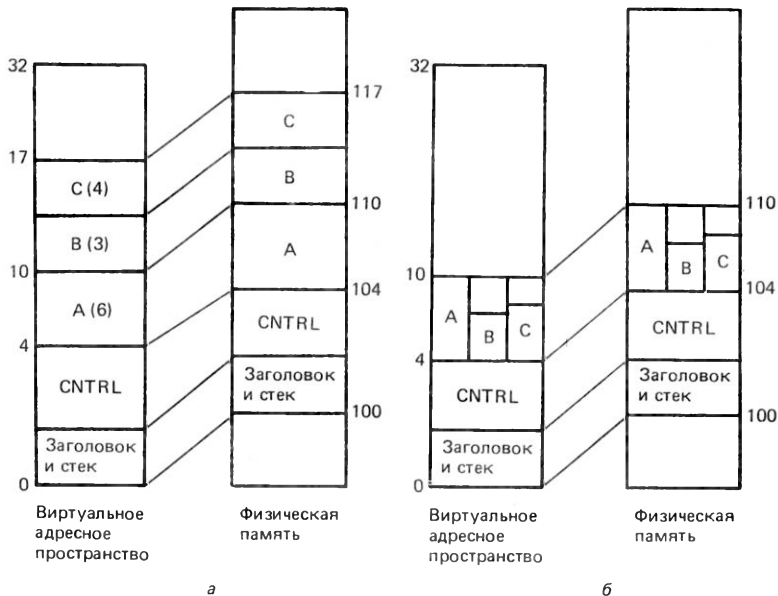 32
17
C (4)
B (3)
10
A (6)
4
CNTRL
Заголовок
и стек
0
Виртуальное
адресное
пространство
117
C
B
110
A
104
CNTRL
Заголовок
и стек
100
Физическая
память
а
32
10
A
B
C
4
CNTRL
Заголовок
и стек
0
Виртуальное
адресное
пространство
110
A
B
C
104
CNTRL
Заголовок
и стек
100
Физическая
память
б